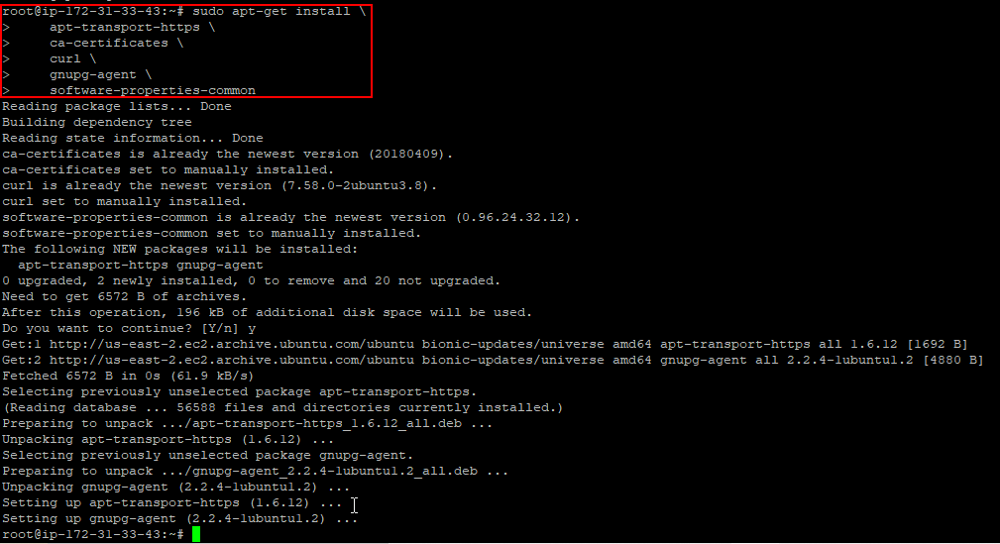 root@ip-172-31-33-43:~# sudo apt-get install \
>     apt-transport-https \
>     ca-certificates \
>     curl \
>     gnupg-agent \
>     software-properties-common
Reading package lists... Done
Building dependency tree
Reading state information... Done
ca-certificates is already the newest version (20180409).
ca-certificates set to manually installed.
curl is already the newest version (7.58.0-2ubuntu3.8).
curl set to manually installed.
software-properties-common is already the newest version (0.96.24.32.12).
software-properties-common set to manually installed.
The following NEW packages will be installed:
  apt-transport-https gnupg-agent
0 upgraded, 2 newly installed, 0 to remove and 20 not upgraded.
Need to get 6572 B of archives.
After this operation, 196 kB of additional disk space will be used.
Do you want to continue? [Y/n] y
Get:1 http://us-east-2.ec2.archive.ubuntu.com/ubuntu bionic-updates/universe amd64 apt-transport-https all 1.6.12 [1692 B]
Get:2 http://us-east-2.ec2.archive.ubuntu.com/ubuntu bionic-updates/universe amd64 gnupg-agent all 2.2.4-1ubuntu1.2 [4880 B]
Fetched 6572 B in 0s (61.9 kB/s)
Selecting previously unselected package apt-transport-https.
(Reading database ... 56588 files and directories currently installed.)
Preparing to unpack .../apt-transport-https_1.6.12_all.deb ...
Unpacking apt-transport-https (1.6.12) ...
Selecting previously unselected package gnupg-agent.
Preparing to unpack .../gnupg-agent_2.2.4-1ubuntu1.2_all.deb ...
Unpacking gnupg-agent (2.2.4-1ubuntu1.2) ...
Setting up apt-transport-https (1.6.12) ...
Setting up gnupg-agent (2.2.4-1ubuntu1.2) ...
root@ip-172-31-33-43:~#